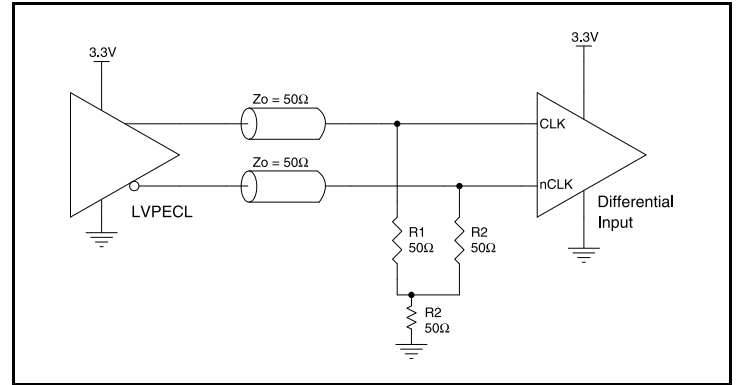 3.3V
3.3V
Zo = 50Ω
CLK
Zo = 50Ω
nCLK
LVPECL
Differential
Input
R1
50Ω
R2
50Ω
R2
50Ω